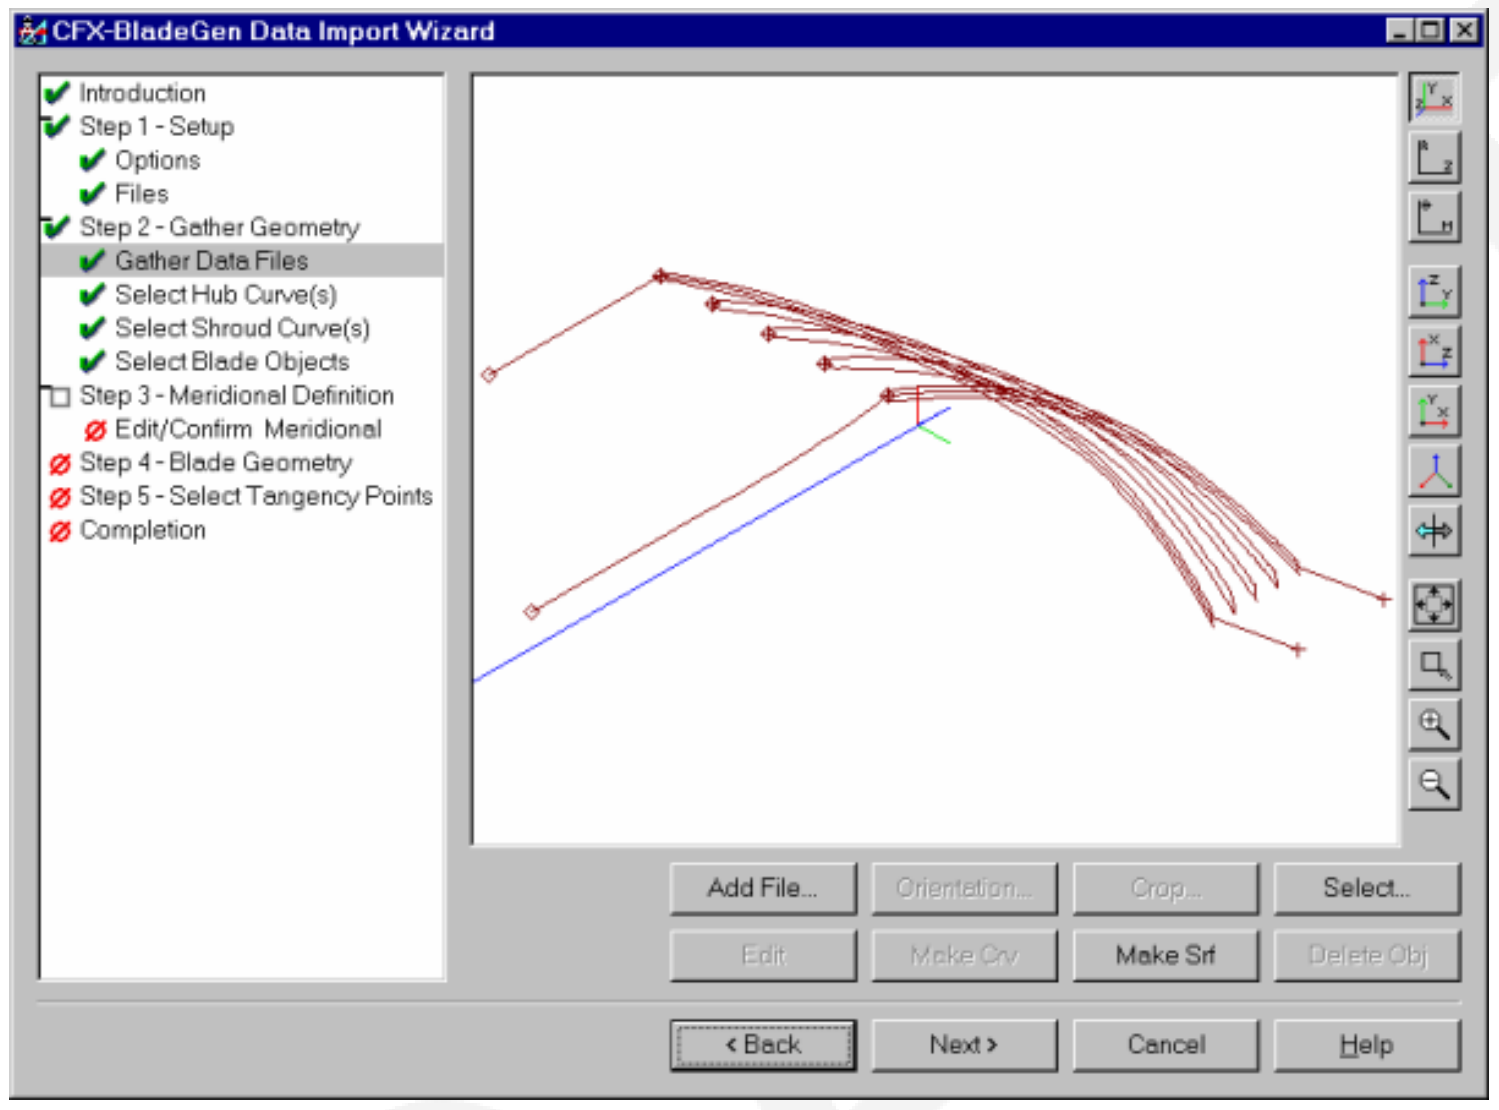 CFX-BladeGen Data Import Wizard
Introduction
Step 1 - Setup
Options
Files
Step 2 - Gather Geometry
Gather Data Files
Select Hub Curve(s)
Select Shroud Curve(s)
Select Blade Objects
Step 3 - Meridional Definition
Edit/Confirm Meridional
Step 4 - Blade Geometry
Step 5 - Select Tangency Points
Completion
Y
Z X
R
Z
Θ
M
Z
Y
X
Z
Y
X
Add File... Orientation... Crop... Select...
Edit Make Crv Make Srf Delete Obj
< Back Next > Cancel Help